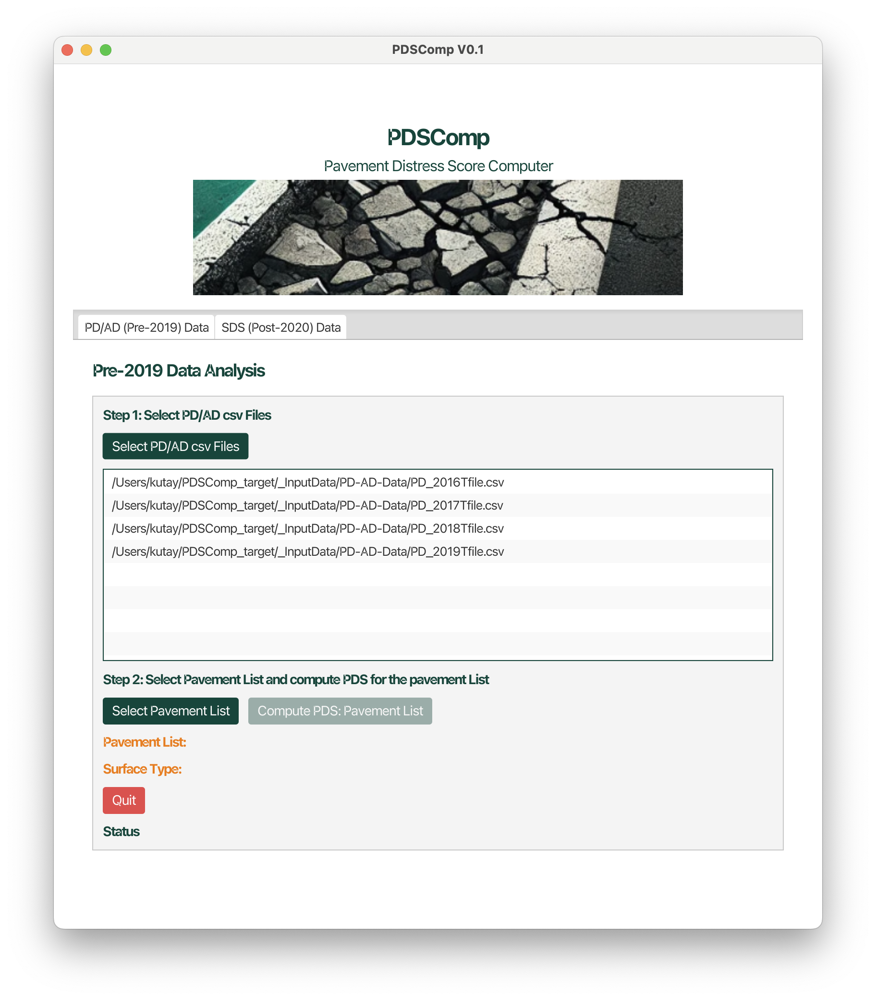 PDSComp V0.1
PDSComp
Pavement Distress Score Computer
PD/AD (Pre-2019) Data SDS (Post-2020) Data
Pre-2019 Data Analysis
Step 1: Select PD/AD csv Files
Select PD/AD csv Files
/Users/kutay/PDSComp_target/_InputData/PD-AD-Data/PD_2016Tfile.csv
/Users/kutay/PDSComp_target/_InputData/PD-AD-Data/PD_2017Tfile.csv
/Users/kutay/PDSComp_target/_InputData/PD-AD-Data/PD_2018Tfile.csv
/Users/kutay/PDSComp_target/_InputData/PD-AD-Data/PD_2019Tfile.csv
Step 2: Select Pavement List and compute PDS for the pavement List
Select Pavement List Compute PDS: Pavement List
Pavement List:
Surface Type:
Quit
Status